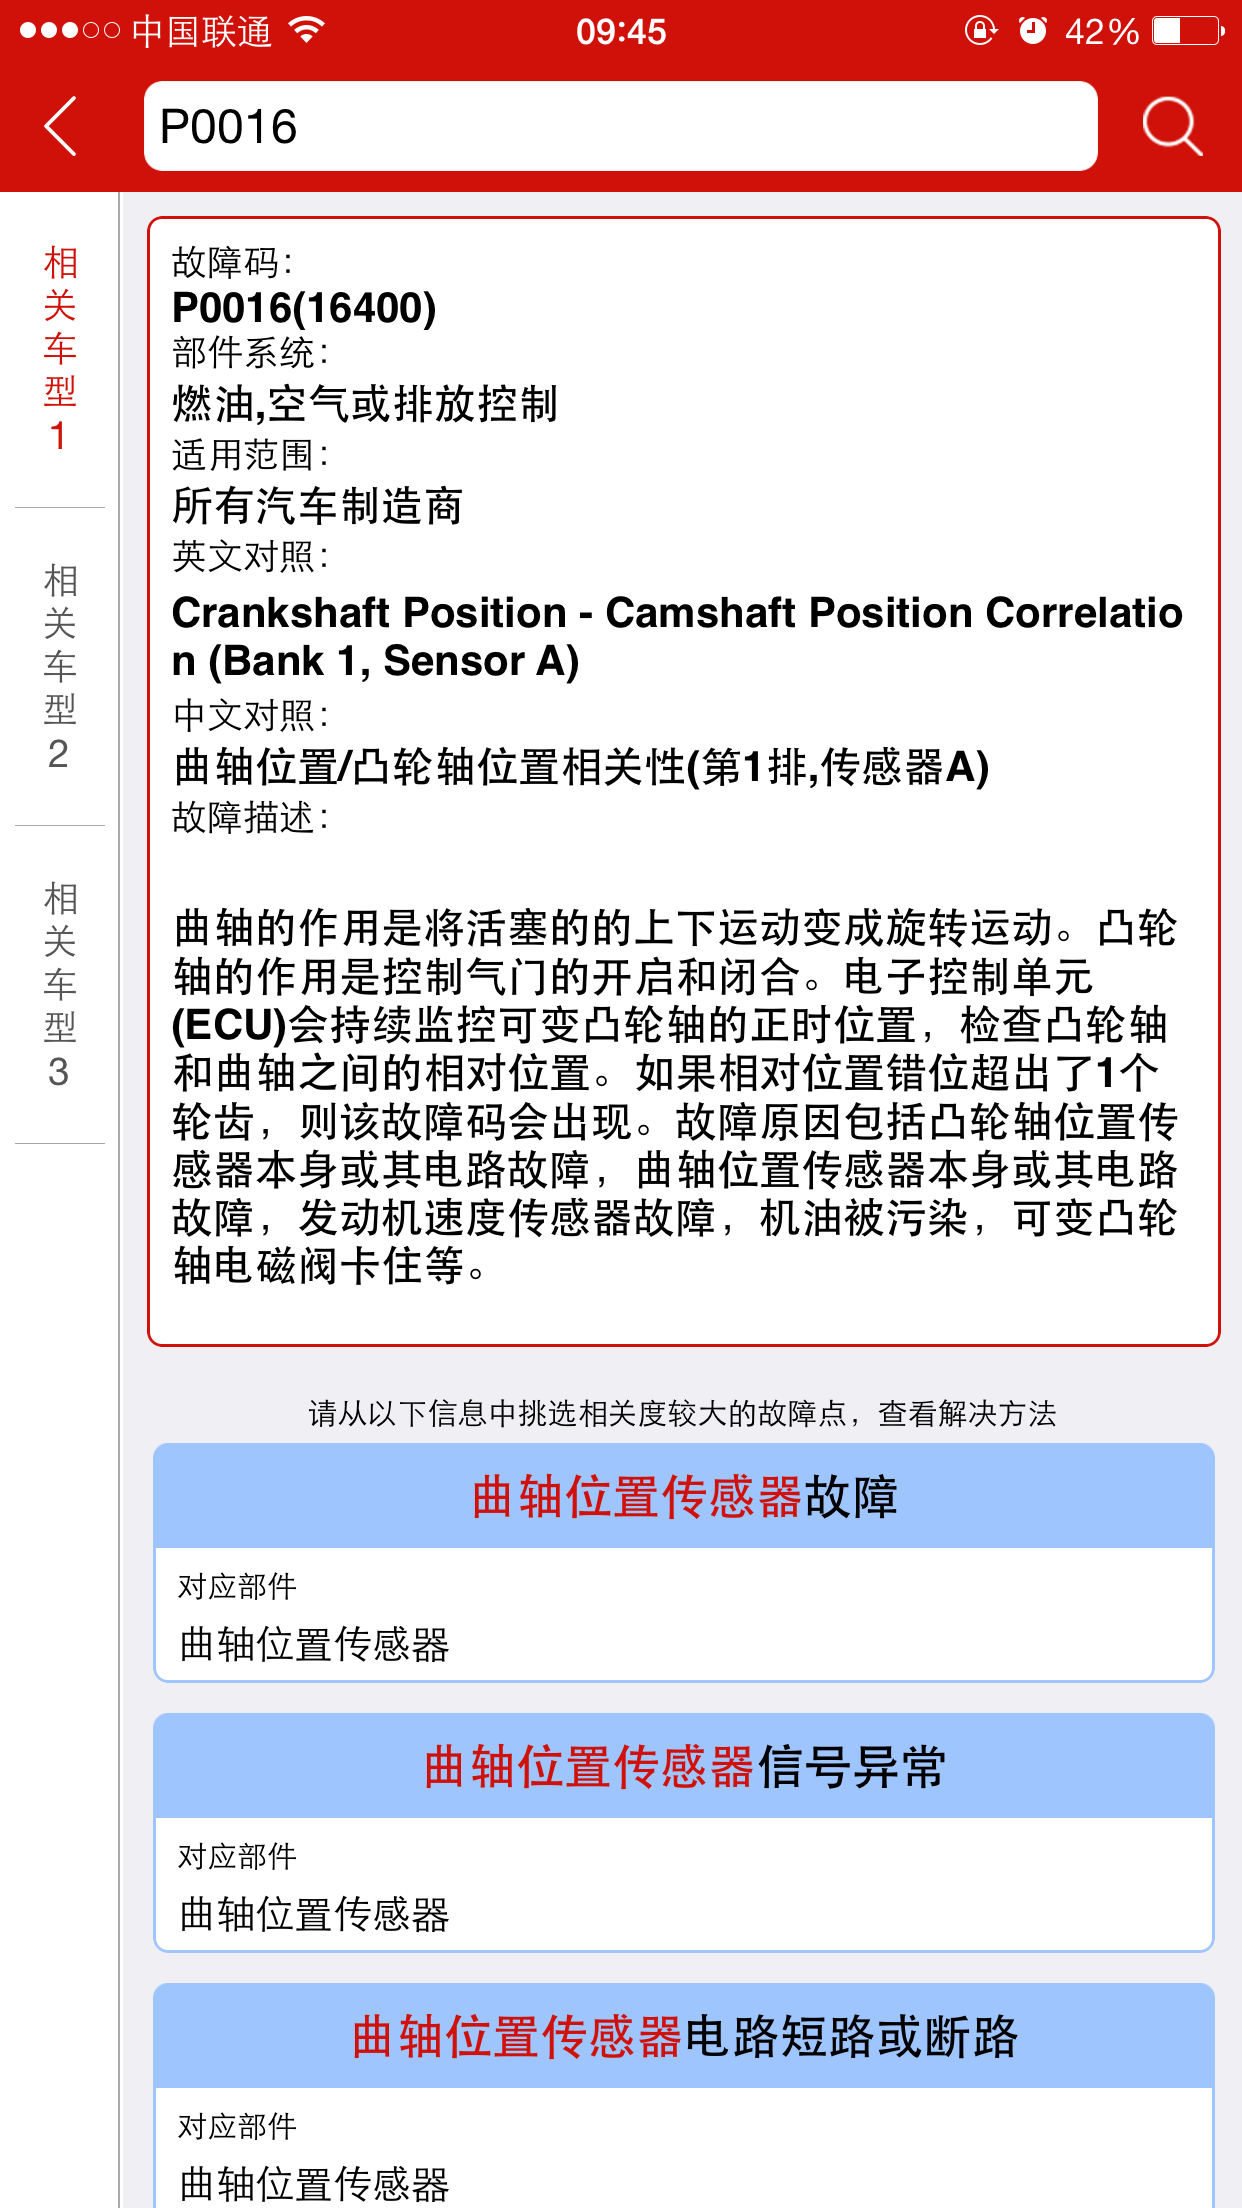 中国联通
09:45
42%
P0016
相
关
车
型
1
相
关
车
型
2
相
关
车
型
3
故障码：
P0016(16400)
部件系统：
燃油,空气或排放控制
适用范围：
所有汽车制造商
英文对照：
Crankshaft Position - Camshaft Position Correlatio
n (Bank 1, Sensor A)
中文对照：
曲轴位置/凸轮轴位置相关性(第1排,传感器A)
故障描述：
曲轴的作用是将活塞的的上下运动变成旋转运动。凸轮
轴的作用是控制气门的开启和闭合。电子控制单元
(ECU)会持续监控可变凸轮轴的正时位置，检查凸轮轴
和曲轴之间的相对位置。如果相对位置错位超出了1个
轮齿，则该故障码会出现。故障原因包括凸轮轴位置传
感器本身或其电路故障，曲轴位置传感器本身或其电路
故障，发动机速度传感器故障，机油被污染，可变凸轮
轴电磁阀卡住等。
请从以下信息中挑选相关度较大的故障点，查看解决方法
曲轴位置传感器故障
对应部件
曲轴位置传感器
曲轴位置传感器信号异常
对应部件
曲轴位置传感器
曲轴位置传感器电路短路或断路
对应部件
曲轴位置传感器